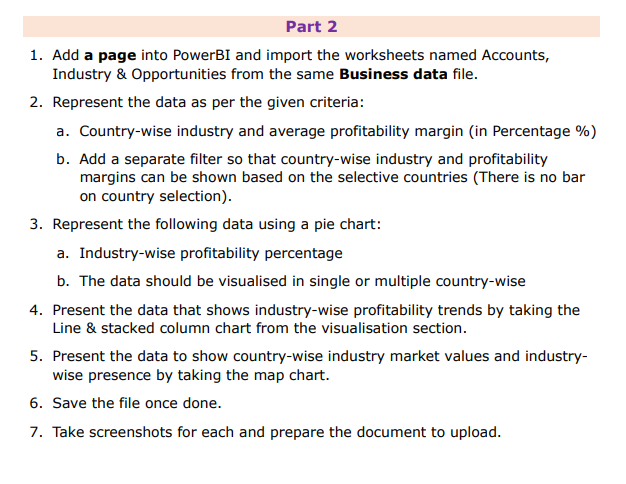 Part 2
1. Add a page into PowerBI and import the worksheets named Accounts,
Industry & Opportunities from the same Business data file.
2. Represent the data as per the given criteria:
a. Country-wise industry and average profitability margin (in Percentage %)
b. Add a separate filter so that country-wise industry and profitability
margins can be shown based on the selective countries (There is no bar
on country selection).
3. Represent the following data using a pie chart:
a. Industry-wise profitability percentage
b. The data should be visualised in single or multiple country-wise
4. Present the data that shows industry-wise profitability trends by taking the
Line & stacked column chart from the visualisation section.
5. Present the data to show country-wise industry market values and industry-
wise presence by taking the map chart.
6. Save the file once done.
7. Take screenshots for each and prepare the document to upload.